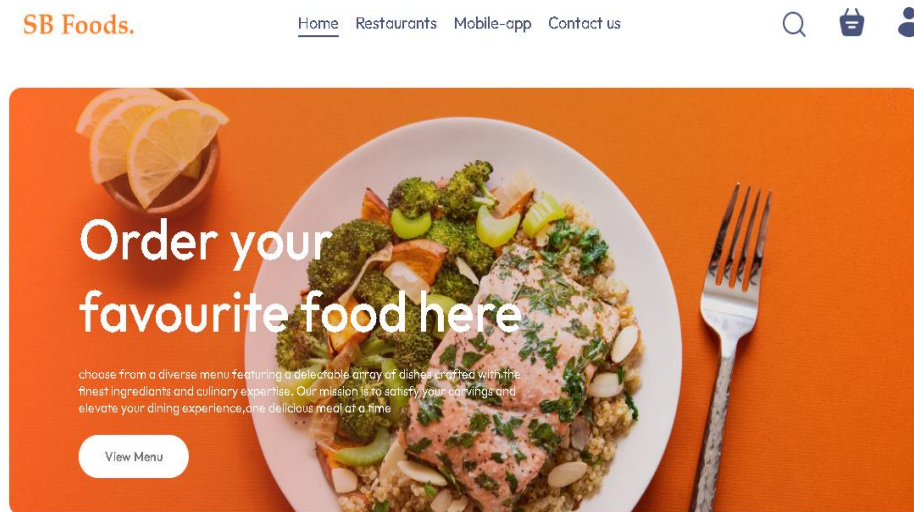 SB Foods.
Home Restaurants Mobile-app Contact us
Order your
favourite food here
choose from a diverse menu featuring a delectable array of dishes crafted with the
finest ingrediants and culinary expertise. Our mission is to satisfy your carvings and
elevate your dining experience,one delicious meal at a time
View Menu